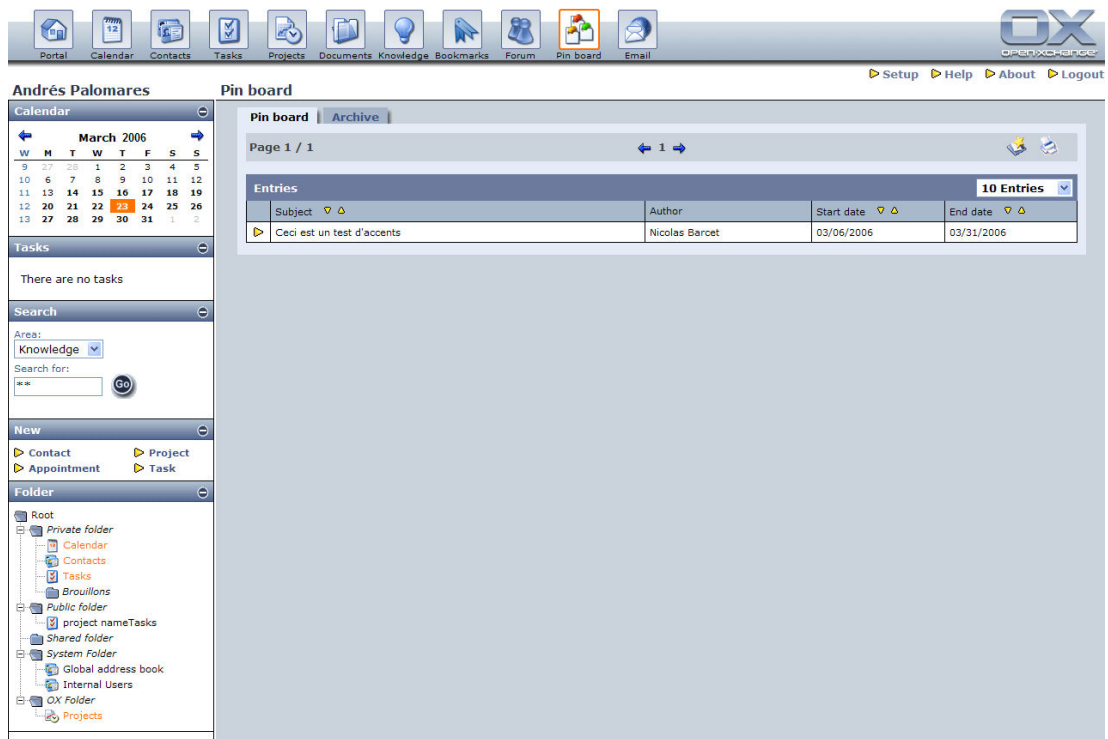 Portal Calendar Contacts Tasks Projects Documents Knowledge Bookmarks Forum Pin board Email
OX
OPEN-XCHANGE
Setup Help About Logout
Andrés Palomares
Pin board
Calendar
March 2006
W M T W T F S S
9 27 28 1 2 3 4 5
10 6 7 8 9 10 11 12
11 13 14 15 16 17 18 19
12 20 21 22 23 24 25 26
13 27 28 29 30 31 1 2
Tasks
There are no tasks
Search
Area:
Knowledge
Search for:
**
Go
New
Contact Project
Appointment Task
Folder
Root
Private folder
Calendar
Contacts
Tasks
Brouillons
Public folder
project nameTasks
Shared folder
System Folder
Global address book
Internal Users
OX Folder
Projects
Pin board Archive
Page 1 / 1 1
Entries 10 Entries
Subject Author Start date End date
Ceci est un test d'accents Nicolas Barcet 03/06/2006 03/31/2006